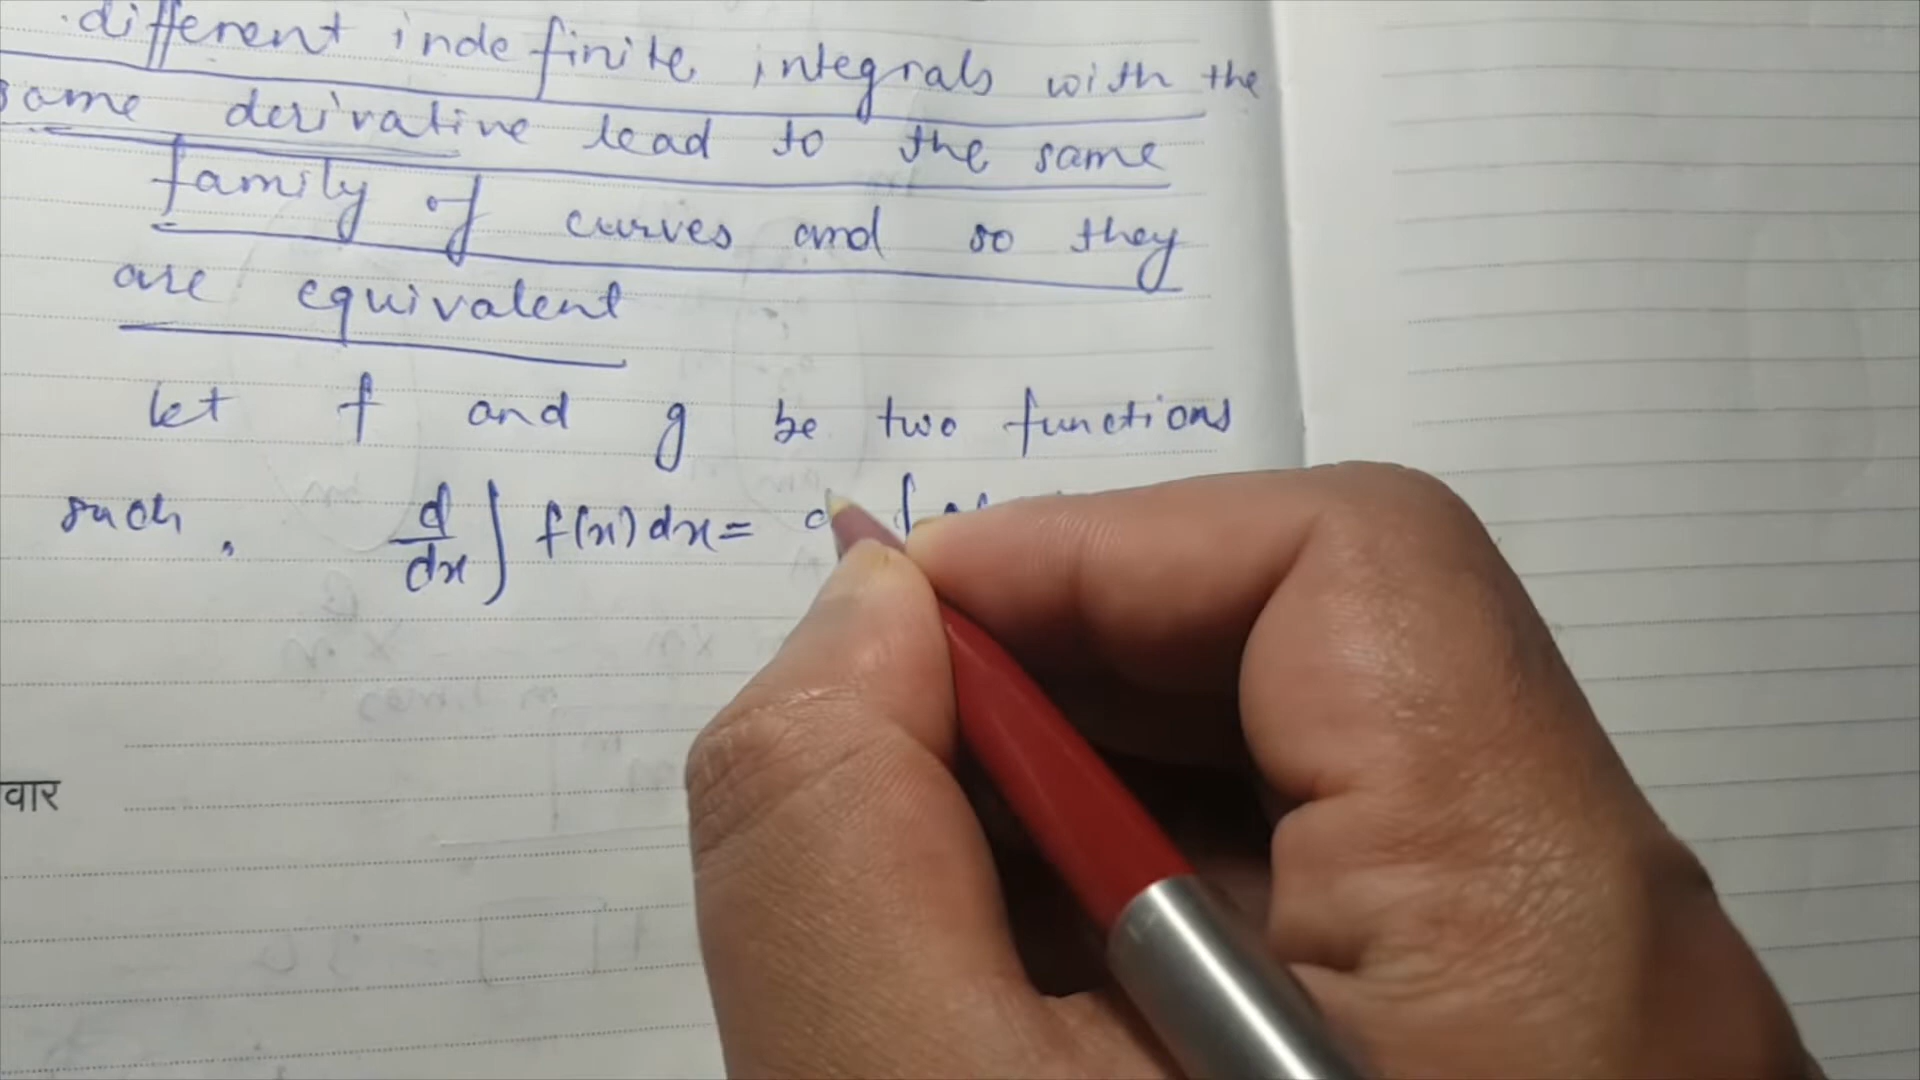 different indefinite integrals with the
same derivative lead to the same
family of curves and so they
are equivalent
let f and g be two functions
such, d/dx ∫ f(x) dx =
वार